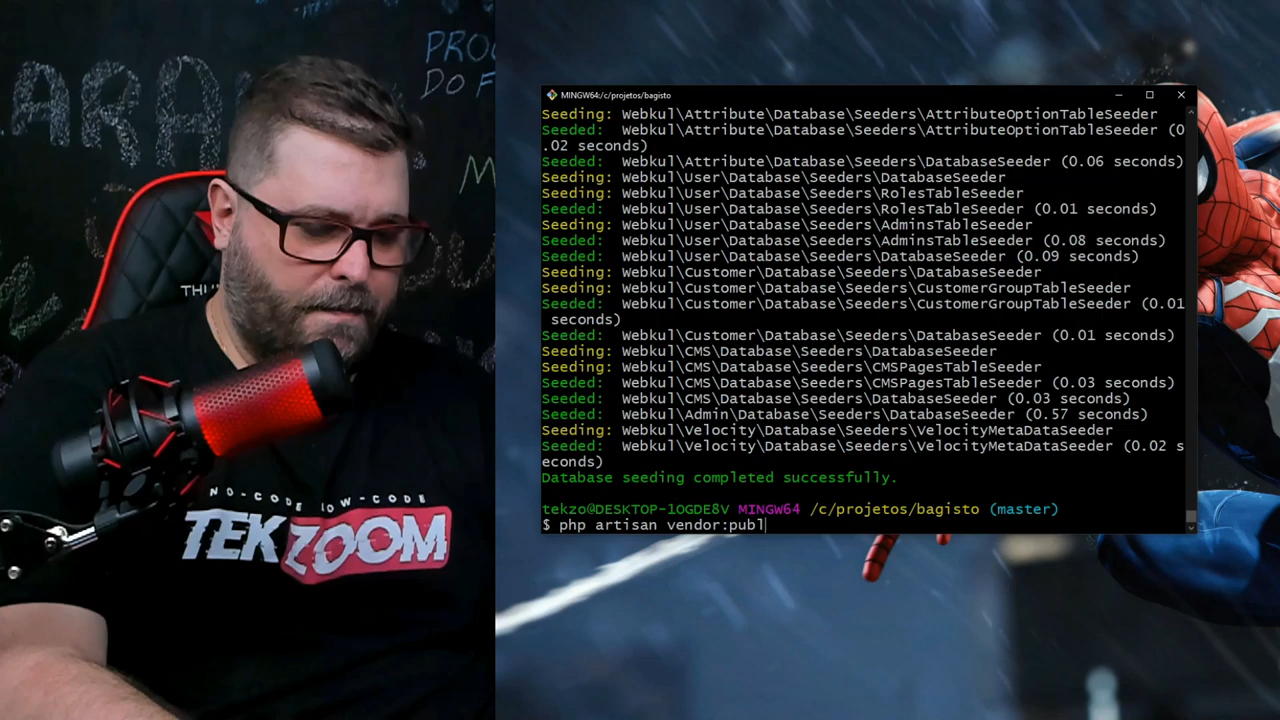 ARA
PROG
DO F
M
THU
NO-CODE LOW-CODE
TEKZOOM
MINGW64:/c/projetos/bagisto
Seeding: Webkul\Attribute\Database\Seeders\AttributeOptionTableSeeder
Seeded:  Webkul\Attribute\Database\Seeders\AttributeOptionTableSeeder (0
.02 seconds)
Seeded:  Webkul\Attribute\Database\Seeders\DatabaseSeeder (0.06 seconds)
Seeding: Webkul\User\Database\Seeders\DatabaseSeeder
Seeding: Webkul\User\Database\Seeders\RolesTableSeeder
Seeded:  Webkul\User\Database\Seeders\RolesTableSeeder (0.01 seconds)
Seeding: Webkul\User\Database\Seeders\AdminsTableSeeder
Seeded:  Webkul\User\Database\Seeders\AdminsTableSeeder (0.08 seconds)
Seeded:  Webkul\User\Database\Seeders\DatabaseSeeder (0.09 seconds)
Seeding: Webkul\Customer\Database\Seeders\DatabaseSeeder
Seeding: Webkul\Customer\Database\Seeders\CustomerGroupTableSeeder
Seeded:  Webkul\Customer\Database\Seeders\CustomerGroupTableSeeder (0.01
 seconds)
Seeded:  Webkul\Customer\Database\Seeders\DatabaseSeeder (0.01 seconds)
Seeding: Webkul\CMS\Database\Seeders\DatabaseSeeder
Seeding: Webkul\CMS\Database\Seeders\CMSPagesTableSeeder
Seeded:  Webkul\CMS\Database\Seeders\CMSPagesTableSeeder (0.03 seconds)
Seeded:  Webkul\CMS\Database\Seeders\DatabaseSeeder (0.03 seconds)
Seeded:  Webkul\Admin\Database\Seeders\DatabaseSeeder (0.57 seconds)
Seeding: Webkul\Velocity\Database\Seeders\VelocityMetaDataSeeder
Seeded:  Webkul\Velocity\Database\Seeders\VelocityMetaDataSeeder (0.02 s
econds)
Database seeding completed successfully.
tekzo@DESKTOP-1OGDE8V MINGW64 /c/projetos/bagisto (master)
$ php artisan vendor:publ